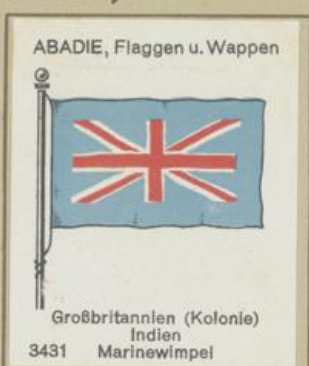 ABADIE, Flaggen u. Wappen
Großbritannien (Kolonie)
Indien
3431 Marinewimpel